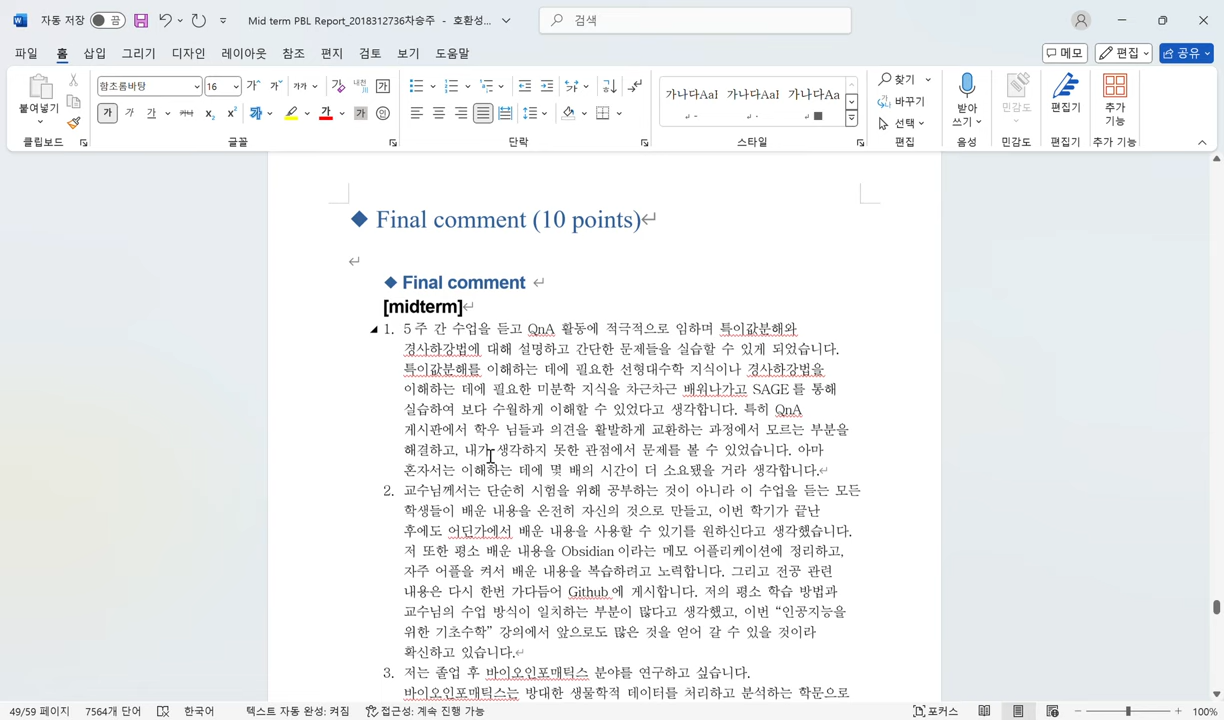 자동 저장 끔 Mid term PBL Report_2018312736차승주 - 호환성... 검색
파일 홈 삽입 그리기 디자인 레이아웃 참조 편지 검토 보기 도움말 메모 편집 공유
붙여넣기 함초롬바탕 16 가나다AaI 가나다AaI 가나다Aa 찾기 바꾸기 선택 받아쓰기 민감도 편집기 추가 기능
클립보드 글꼴 단락 스타일 편집 음성 민감도 편집기 추가 기능
◆ Final comment (10 points)
◆ Final comment
[midterm]
1. 5주 간 수업을 듣고 QnA 활동에 적극적으로 임하며 특이값분해와
경사하강법에 대해 설명하고 간단한 문제들을 실습할 수 있게 되었습니다.
특이값분해를 이해하는 데에 필요한 선형대수학 지식이나 경사하강법을
이해하는 데에 필요한 미분학 지식을 차근차근 배워나가고 SAGE를 통해
실습하여 보다 수월하게 이해할 수 있었다고 생각합니다. 특히 QnA
게시판에서 학우 님들과 의견을 활발하게 교환하는 과정에서 모르는 부분을
해결하고, 내가 생각하지 못한 관점에서 문제를 볼 수 있었습니다. 아마
혼자서는 이해하는 데에 몇 배의 시간이 더 소요됐을 거라 생각합니다.
2. 교수님께서는 단순히 시험을 위해 공부하는 것이 아니라 이 수업을 듣는 모든
학생들이 배운 내용을 온전히 자신의 것으로 만들고, 이번 학기가 끝난
후에도 어딘가에서 배운 내용을 사용할 수 있기를 원하신다고 생각했습니다.
저 또한 평소 배운 내용을 Obsidian이라는 메모 어플리케이션에 정리하고,
자주 어플을 켜서 배운 내용을 복습하려고 노력합니다. 그리고 전공 관련
내용은 다시 한번 가다듬어 Github에 게시합니다. 저의 평소 학습 방법과
교수님의 수업 방식이 일치하는 부분이 많다고 생각했고, 이번 “인공지능을
위한 기초수학” 강의에서 앞으로도 많은 것을 얻어 갈 수 있을 것이라
확신하고 있습니다.
3. 저는 졸업 후 바이오인포매틱스 분야를 연구하고 싶습니다.
바이오인포매틱스는 방대한 생물학적 데이터를 처리하고 분석하는 학문으로
49/59 페이지 7564개 단어 한국어 텍스트 자동 완성: 켜짐 접근성: 계속 진행 가능 포커스 100%